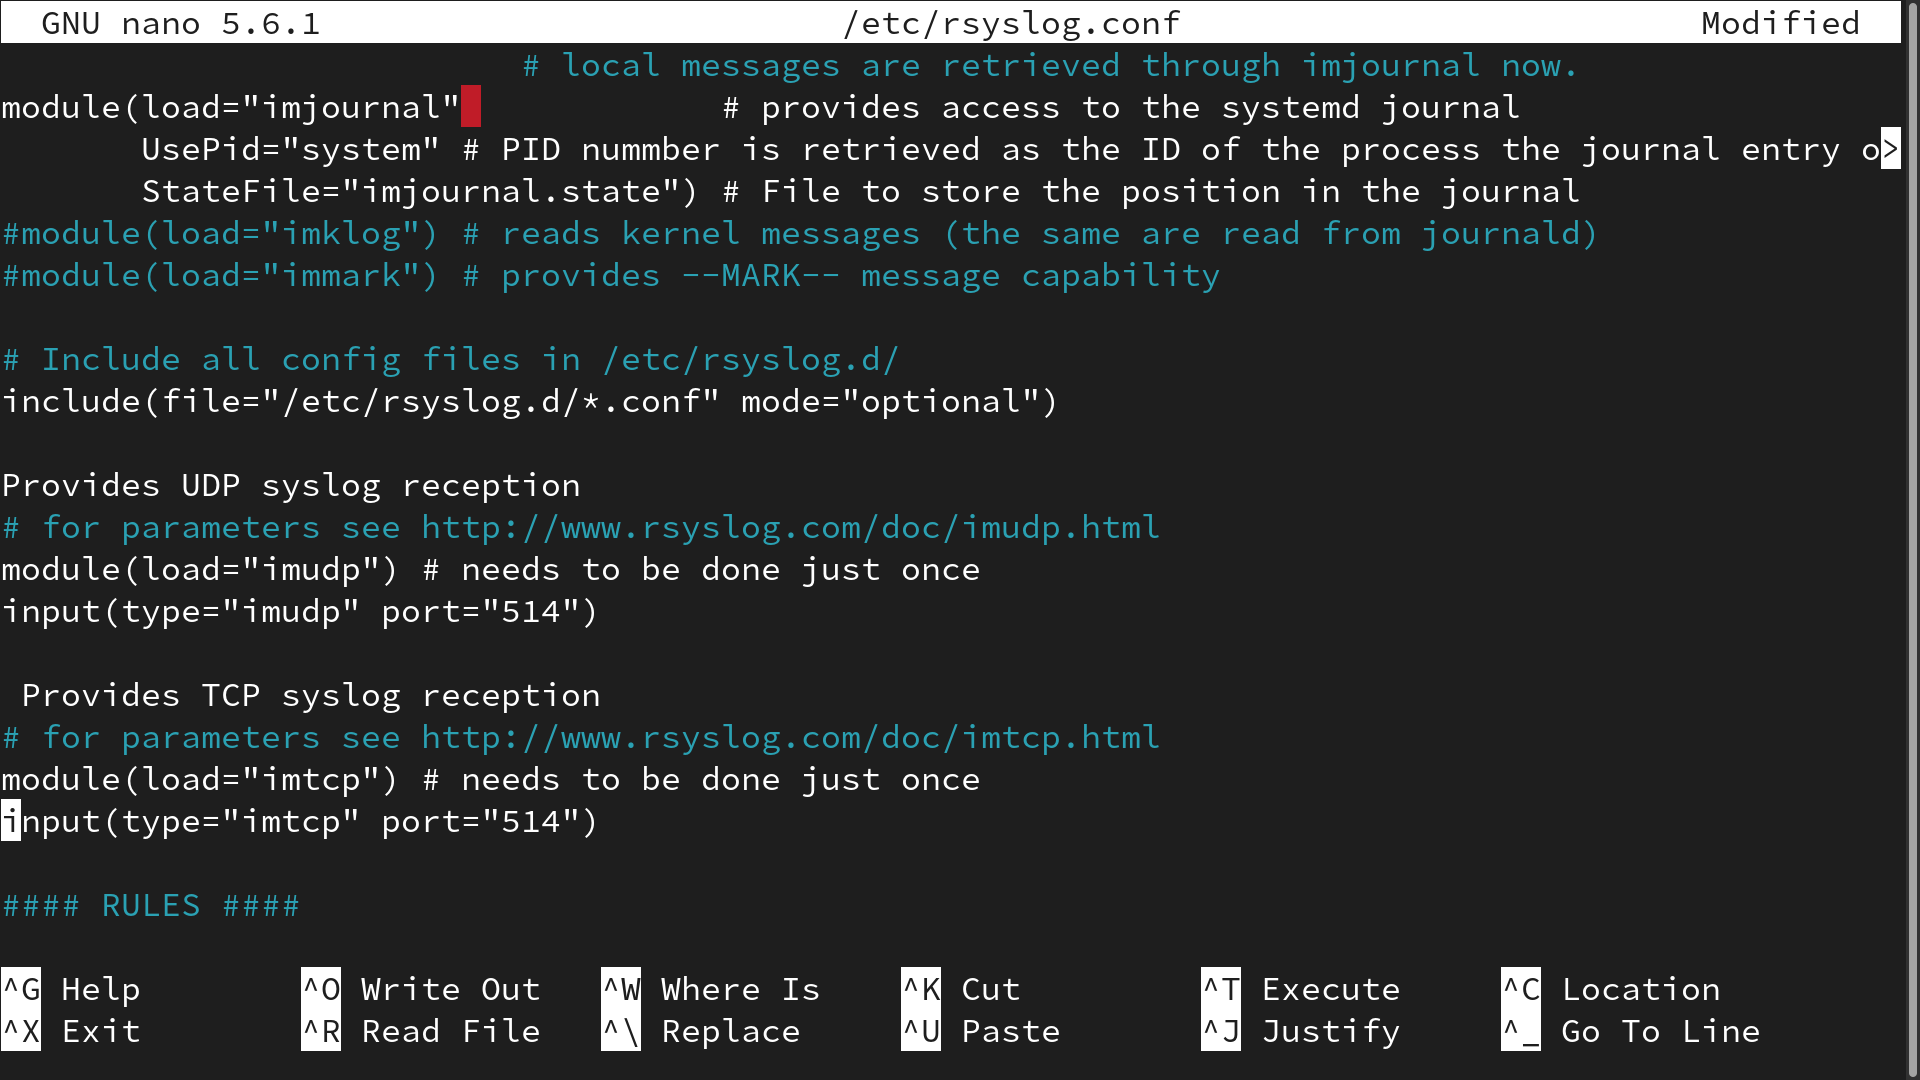 GNU nano 5.6.1 /etc/rsyslog.conf Modified
# local messages are retrieved through imjournal now.
module(load="imjournal" # provides access to the systemd journal
UsePid="system" # PID nummber is retrieved as the ID of the process the journal entry o>
StateFile="imjournal.state") # File to store the position in the journal
#module(load="imklog") # reads kernel messages (the same are read from journald)
#module(load="immark") # provides --MARK-- message capability
# Include all config files in /etc/rsyslog.d/
include(file="/etc/rsyslog.d/*.conf" mode="optional")
Provides UDP syslog reception
# for parameters see http://www.rsyslog.com/doc/imudp.html
module(load="imudp") # needs to be done just once
input(type="imudp" port="514")
Provides TCP syslog reception
# for parameters see http://www.rsyslog.com/doc/imtcp.html
module(load="imtcp") # needs to be done just once
input(type="imtcp" port="514")
#### RULES ####
^G Help ^O Write Out ^W Where Is ^K Cut ^T Execute ^C Location
^X Exit ^R Read File ^\ Replace ^U Paste ^J Justify ^_ Go To Line